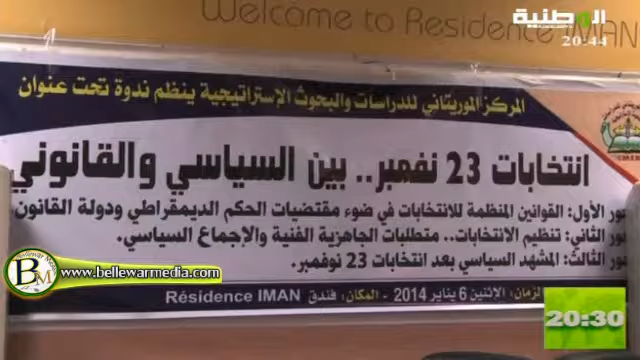 Welcome to Residence IMAN
الوطنية
20:44
المركز الموريتاني للدراسات والبحوث الإستراتيجية ينظم ندوة تحت عنوان
انتخابات 23 نفمبر.. بين السياسي والقانوني
ور الأول: القوانين المنظمة للانتخابات في ضوء مقتضيات الحكم الديمقراطي ودولة القانون
ور الثاني: تنظيم الانتخابات.. متطلبات الجاهزية الفنية والإجماع السياسي.
ور الثالث: المشهد السياسي بعد انتخابات 23 نوفمبر.
الزمان: الاثنين 6 يناير 2014 - المكان: فندق Résidence IMAN
Bellewar Media
BM
www.bellewarmedia.com
20:30